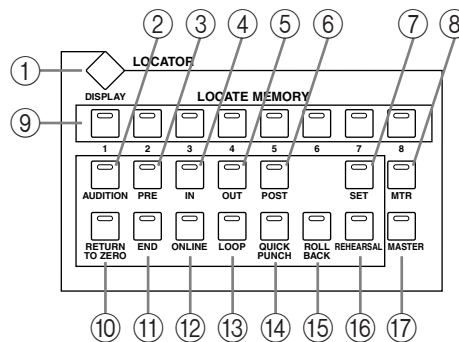 ② ③ ④ ⑤ ⑥ ⑦ ⑧
① LOCATOR
DISPLAY LOCATE MEMORY
⑨
1 2 3 4 5 6 7 8
AUDITION PRE IN OUT POST SET MTR
RETURN TO ZERO END ONLINE LOOP QUICK PUNCH ROLL BACK REHEARSAL MASTER
⑩ ⑪ ⑫ ⑬ ⑭ ⑮ ⑯ ⑰